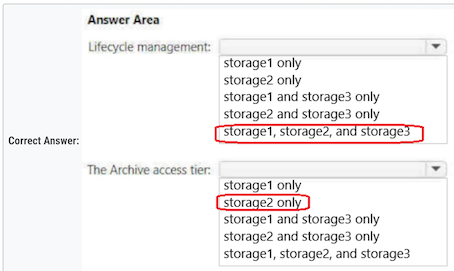 Answer Area
Lifecycle management:
storage1 only
storage2 only
storage1 and storage3 only
storage2 and storage3 only
storage1, storage2, and storage3
Correct Answer:
The Archive access tier:
storage1 only
storage2 only
storage1 and storage3 only
storage2 and storage3 only
storage1, storage2, and storage3